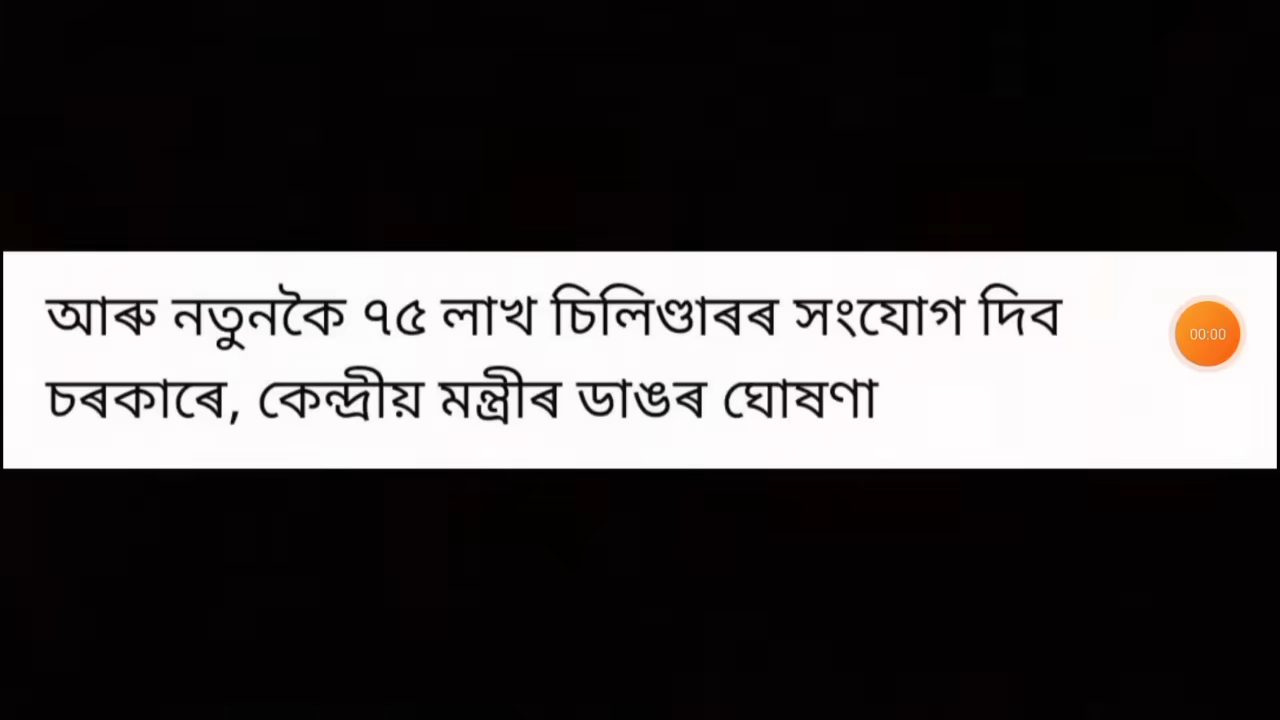 আৰু নতুনকৈ ৭৫ লাখ চিলিণ্ডাৰৰ সংযোগ দিব
00:00
চৰকাৰে, কেন্দ্ৰীয় মন্ত্ৰীৰ ডাঙৰ ঘোষণা